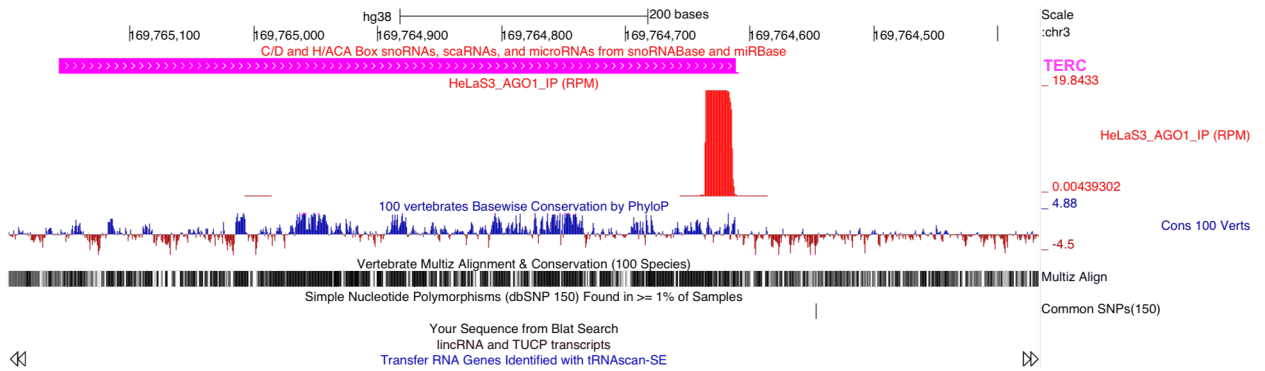 hg38 200 bases Scale
169,765,100 169,765,000 169,764,900 169,764,800 169,764,700 169,764,600 169,764,500 :chr3
C/D and H/ACA Box snoRNAs, scaRNAs, and microRNAs from snoRNABase and miRBase
TERC
HeLaS3_AGO1_IP (RPM) 19.8433
HeLaS3_AGO1_IP (RPM)
0.00439302
100 vertebrates Basewise Conservation by PhyloP 4.88
Cons 100 Verts
-4.5
Vertebrate Multiz Alignment & Conservation (100 Species)
Multiz Align
Simple Nucleotide Polymorphisms (dbSNP 150) Found in >= 1% of Samples
Common SNPs(150)
Your Sequence from Blat Search
lincRNA and TUCP transcripts
Transfer RNA Genes Identified with tRNAscan-SE